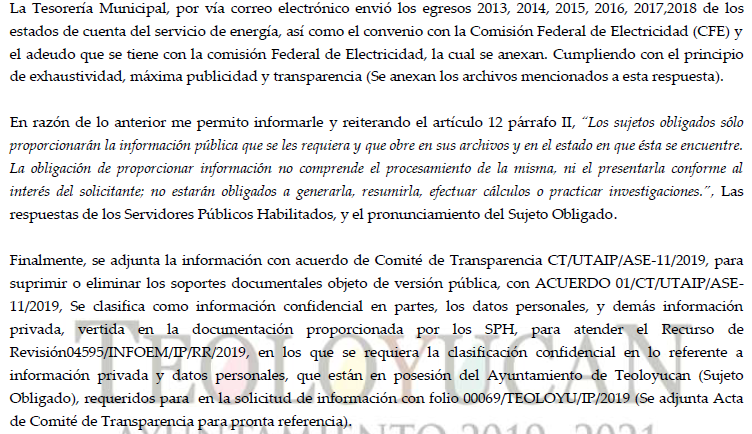 La Tesorería Municipal, por vía correo electrónico envió los egresos 2013, 2014, 2015, 2016, 2017,2018 de los
estados de cuenta del servicio de energía, así como el convenio con la Comisión Federal de Electricidad (CFE) y
el adeudo que se tiene con la comisión Federal de Electricidad, la cual se anexan. Cumpliendo con el principio
de exhaustividad, máxima publicidad y transparencia (Se anexan los archivos mencionados a esta respuesta).
En razón de lo anterior me permito informarle y reiterando el artículo 12 párrafo II, “Los sujetos obligados sólo
proporcionarán la información pública que se les requiera y que obre en sus archivos y en el estado en que ésta se encuentre.
La obligación de proporcionar información no comprende el procesamiento de la misma, ni el presentarla conforme al
interés del solicitante; no estarán obligados a generarla, resumirla, efectuar cálculos o practicar investigaciones.”, Las
respuestas de los Servidores Públicos Habilitados, y el pronunciamiento del Sujeto Obligado.
Finalmente, se adjunta la información con acuerdo de Comité de Transparencia CT/UTAIP/ASE-11/2019, para
suprimir o eliminar los soportes documentales objeto de versión pública, con ACUERDO 01/CT/UTAIP/ASE-
11/2019, Se clasifica como información confidencial en partes, los datos personales, y demás información
privada, vertida en la documentación proporcionada por los SPH, para atender el Recurso de
Revisión04595/INFOEM/IP/RR/2019, en los que se requiera la clasificación confidencial en lo referente a
información privada y datos personales, que están en posesión del Ayuntamiento de Teoloyucan (Sujeto
Obligado), requeridos para en la solicitud de información con folio 00069/TEOLOYU/IP/2019 (Se adjunta Acta
de Comité de Transparencia para pronta referencia).
TEOLOYUCAN
AYUNTAMIENTO 2019 - 2021